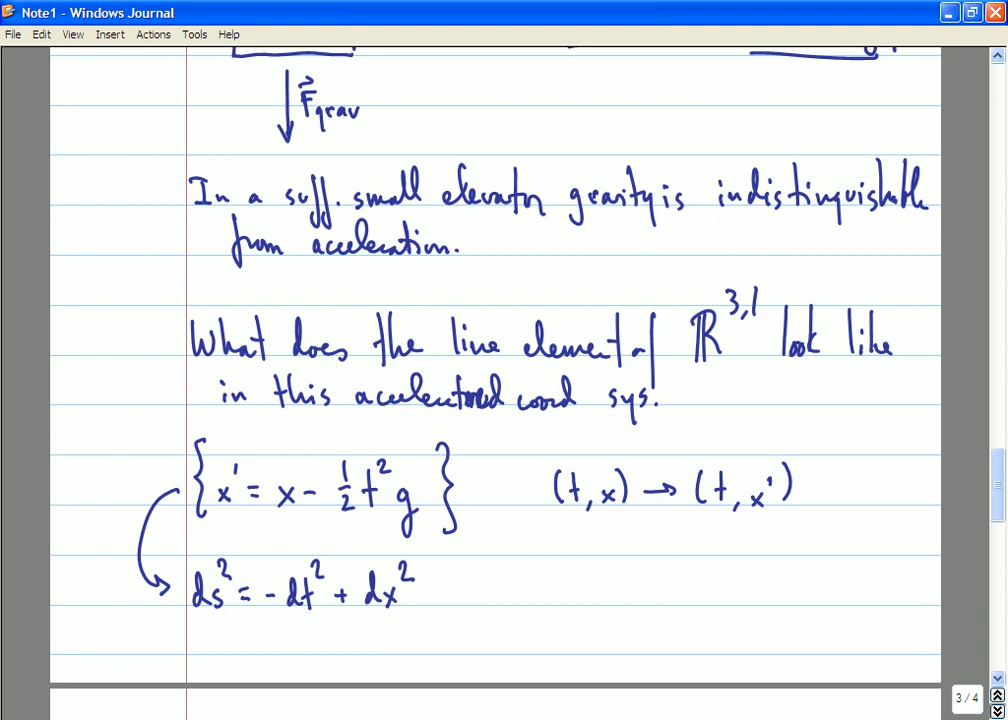 Note1 - Windows Journal
File Edit View Insert Actions Tools Help
F⃗grav
In a suff. small elevator gravity is indistinguishable
from acceleration.
What does the line element of ℝ^3,1 look like
in this accelerated coord sys.
{x' = x - 1/2 t² g} (t, x) → (t, x')
ds² = - dt² + dx²
3 / 4